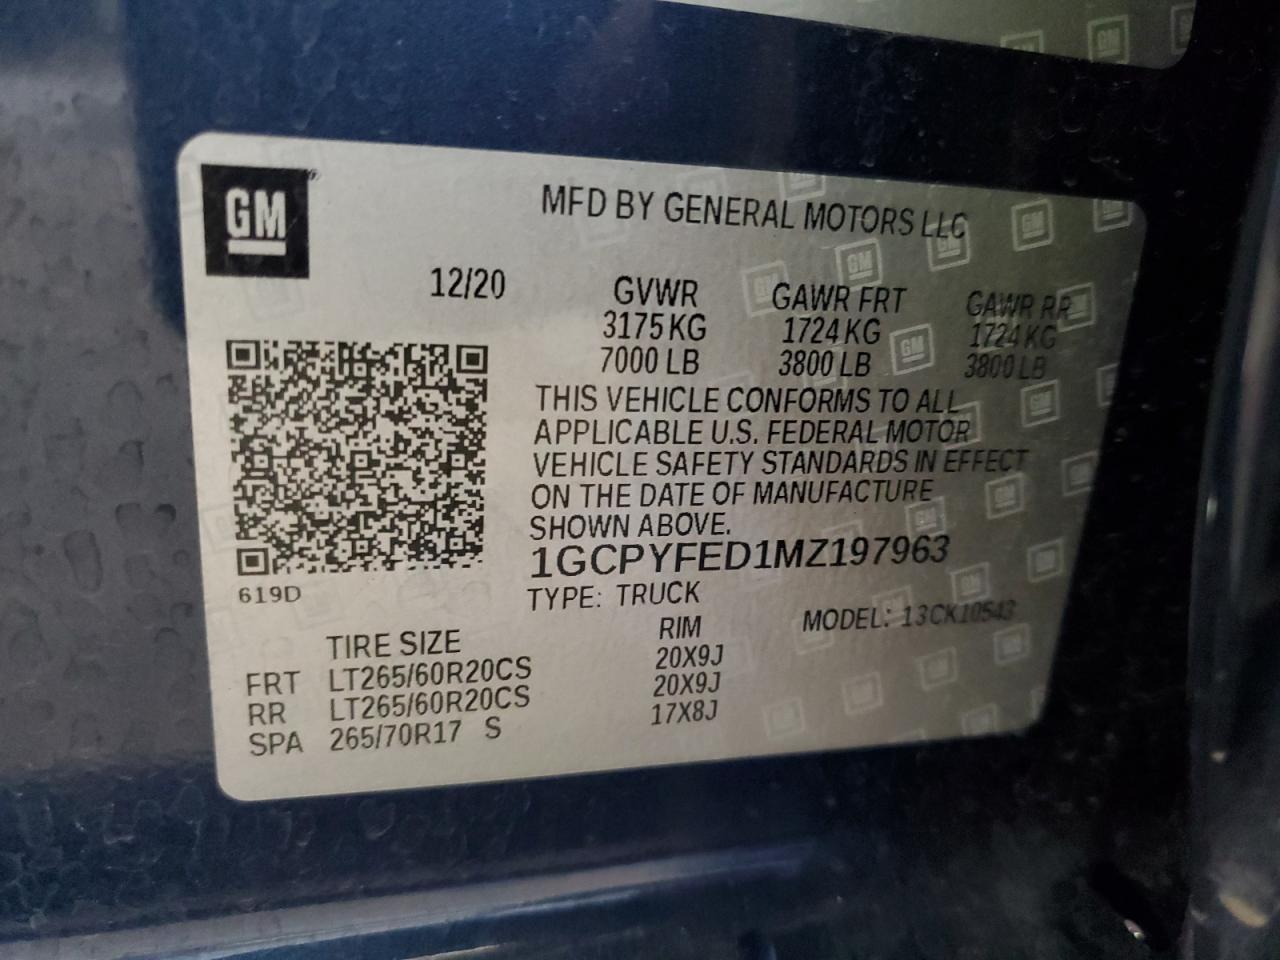 GM
MFD BY GENERAL MOTORS LLC
12/20
GVWR GAWR FRT GAWR RR
3175 KG 1724 KG 1724 KG
7000 LB 3800 LB 3800 LB
THIS VEHICLE CONFORMS TO ALL
APPLICABLE U.S. FEDERAL MOTOR
VEHICLE SAFETY STANDARDS IN EFFECT
ON THE DATE OF MANUFACTURE
SHOWN ABOVE.
1GCPYFED1MZ197963
619D
TYPE: TRUCK MODEL: 13CK10543
TIRE SIZE RIM
FRT LT265/60R20CS 20X9J
RR LT265/60R20CS 20X9J
SPA 265/70R17 S 17X8J